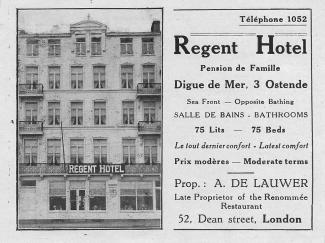 REGENT HOTEL
Téléphone 1052
Regent Hotel
Pension de Famille
Digue de Mer, 3 Ostende
Sea Front — Opposite Bathing
SALLE DE BAINS - BATHROOMS
75 Lits — 75 Beds
Le tout dernier confort - Latest comfort
Prix modères — Moderate terms
Prop.: A. DE LAUWER
Late Proprietor of the Renommée
Restaurant
52, Dean street, London